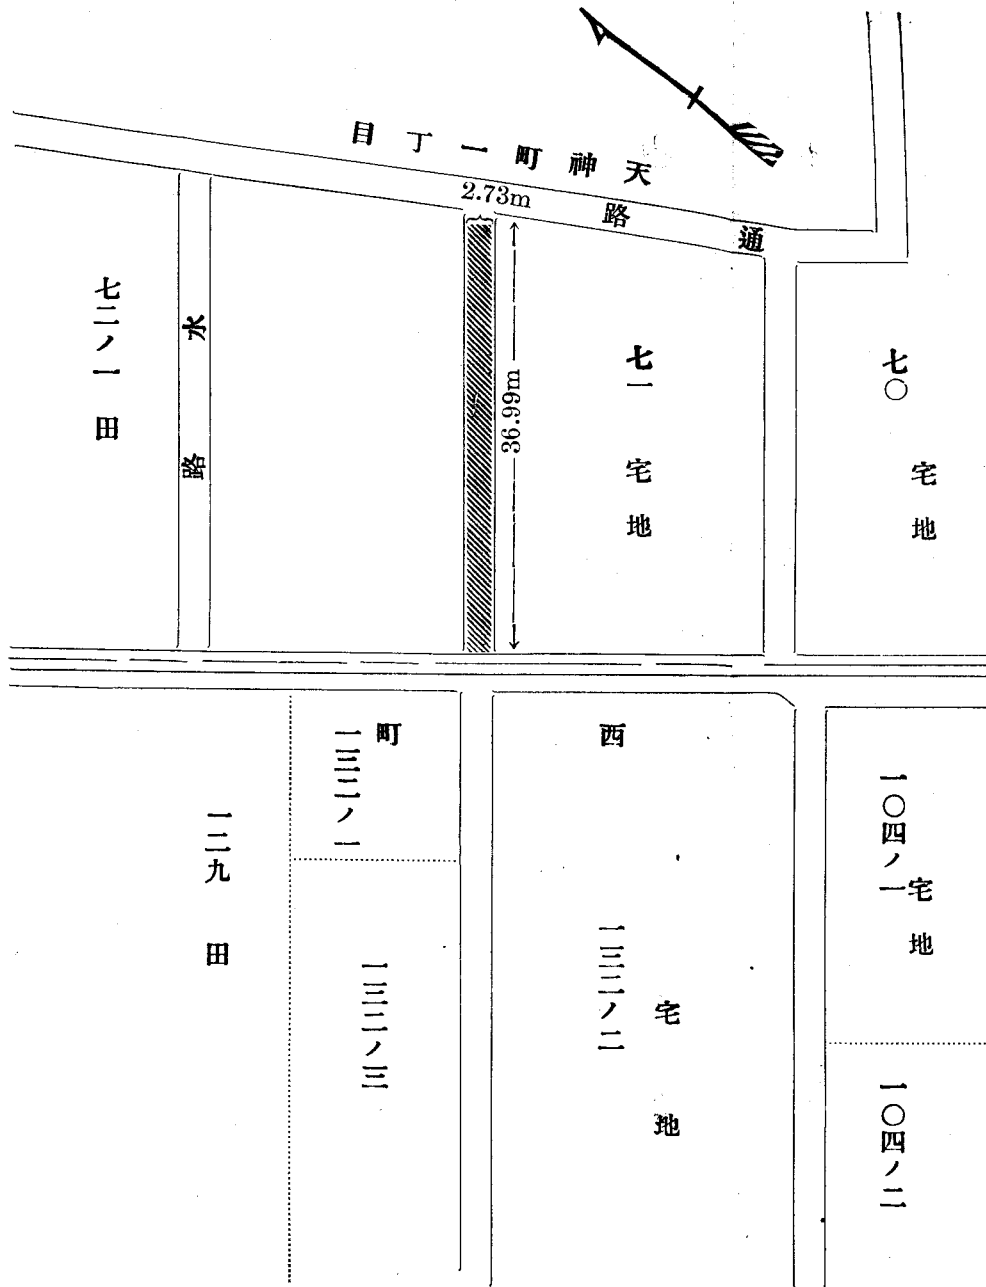 目丁一町神天
2.73m
路通
36.99m
七二ノ一 田
水路
七一 宅地
七〇 宅地
町西
一三二ノ一
一二九 田
一三二ノ三
一三二ノ二 宅地
一〇四ノ一 宅地
一〇四ノ二